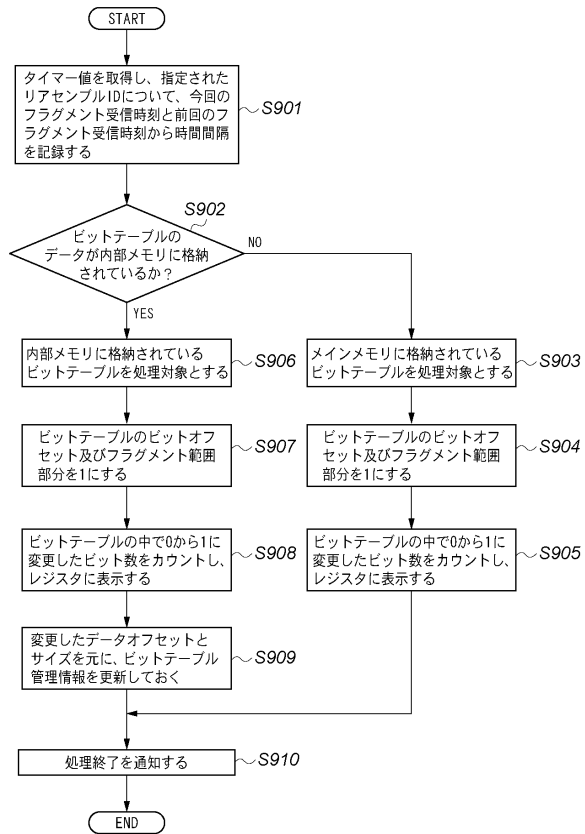 START
タイマー値を取得し、指定された
リアセンブルIDについて、今回の
フラグメント受信時刻と前回のフ
ラグメント受信時刻から時間間隔
を記録する
S901
S902
ビットテーブルの
データが内部メモリに格納
されているか？
NO
YES
内部メモリに格納されている
ビットテーブルを処理対象とする
S906
メインメモリに格納されている
ビットテーブルを処理対象とする
S903
ビットテーブルのビットオフ
セット及びフラグメント範囲
部分を1にする
S907
ビットテーブルのビットオフ
セット及びフラグメント範囲
部分を1にする
S904
ビットテーブルの中で0から1に
変更したビット数をカウントし、
レジスタに表示する
S908
ビットテーブルの中で0から1に
変更したビット数をカウントし、
レジスタに表示する
S905
変更したデータオフセットと
サイズを元に、ビットテーブル
管理情報を更新しておく
S909
処理終了を通知する
S910
END